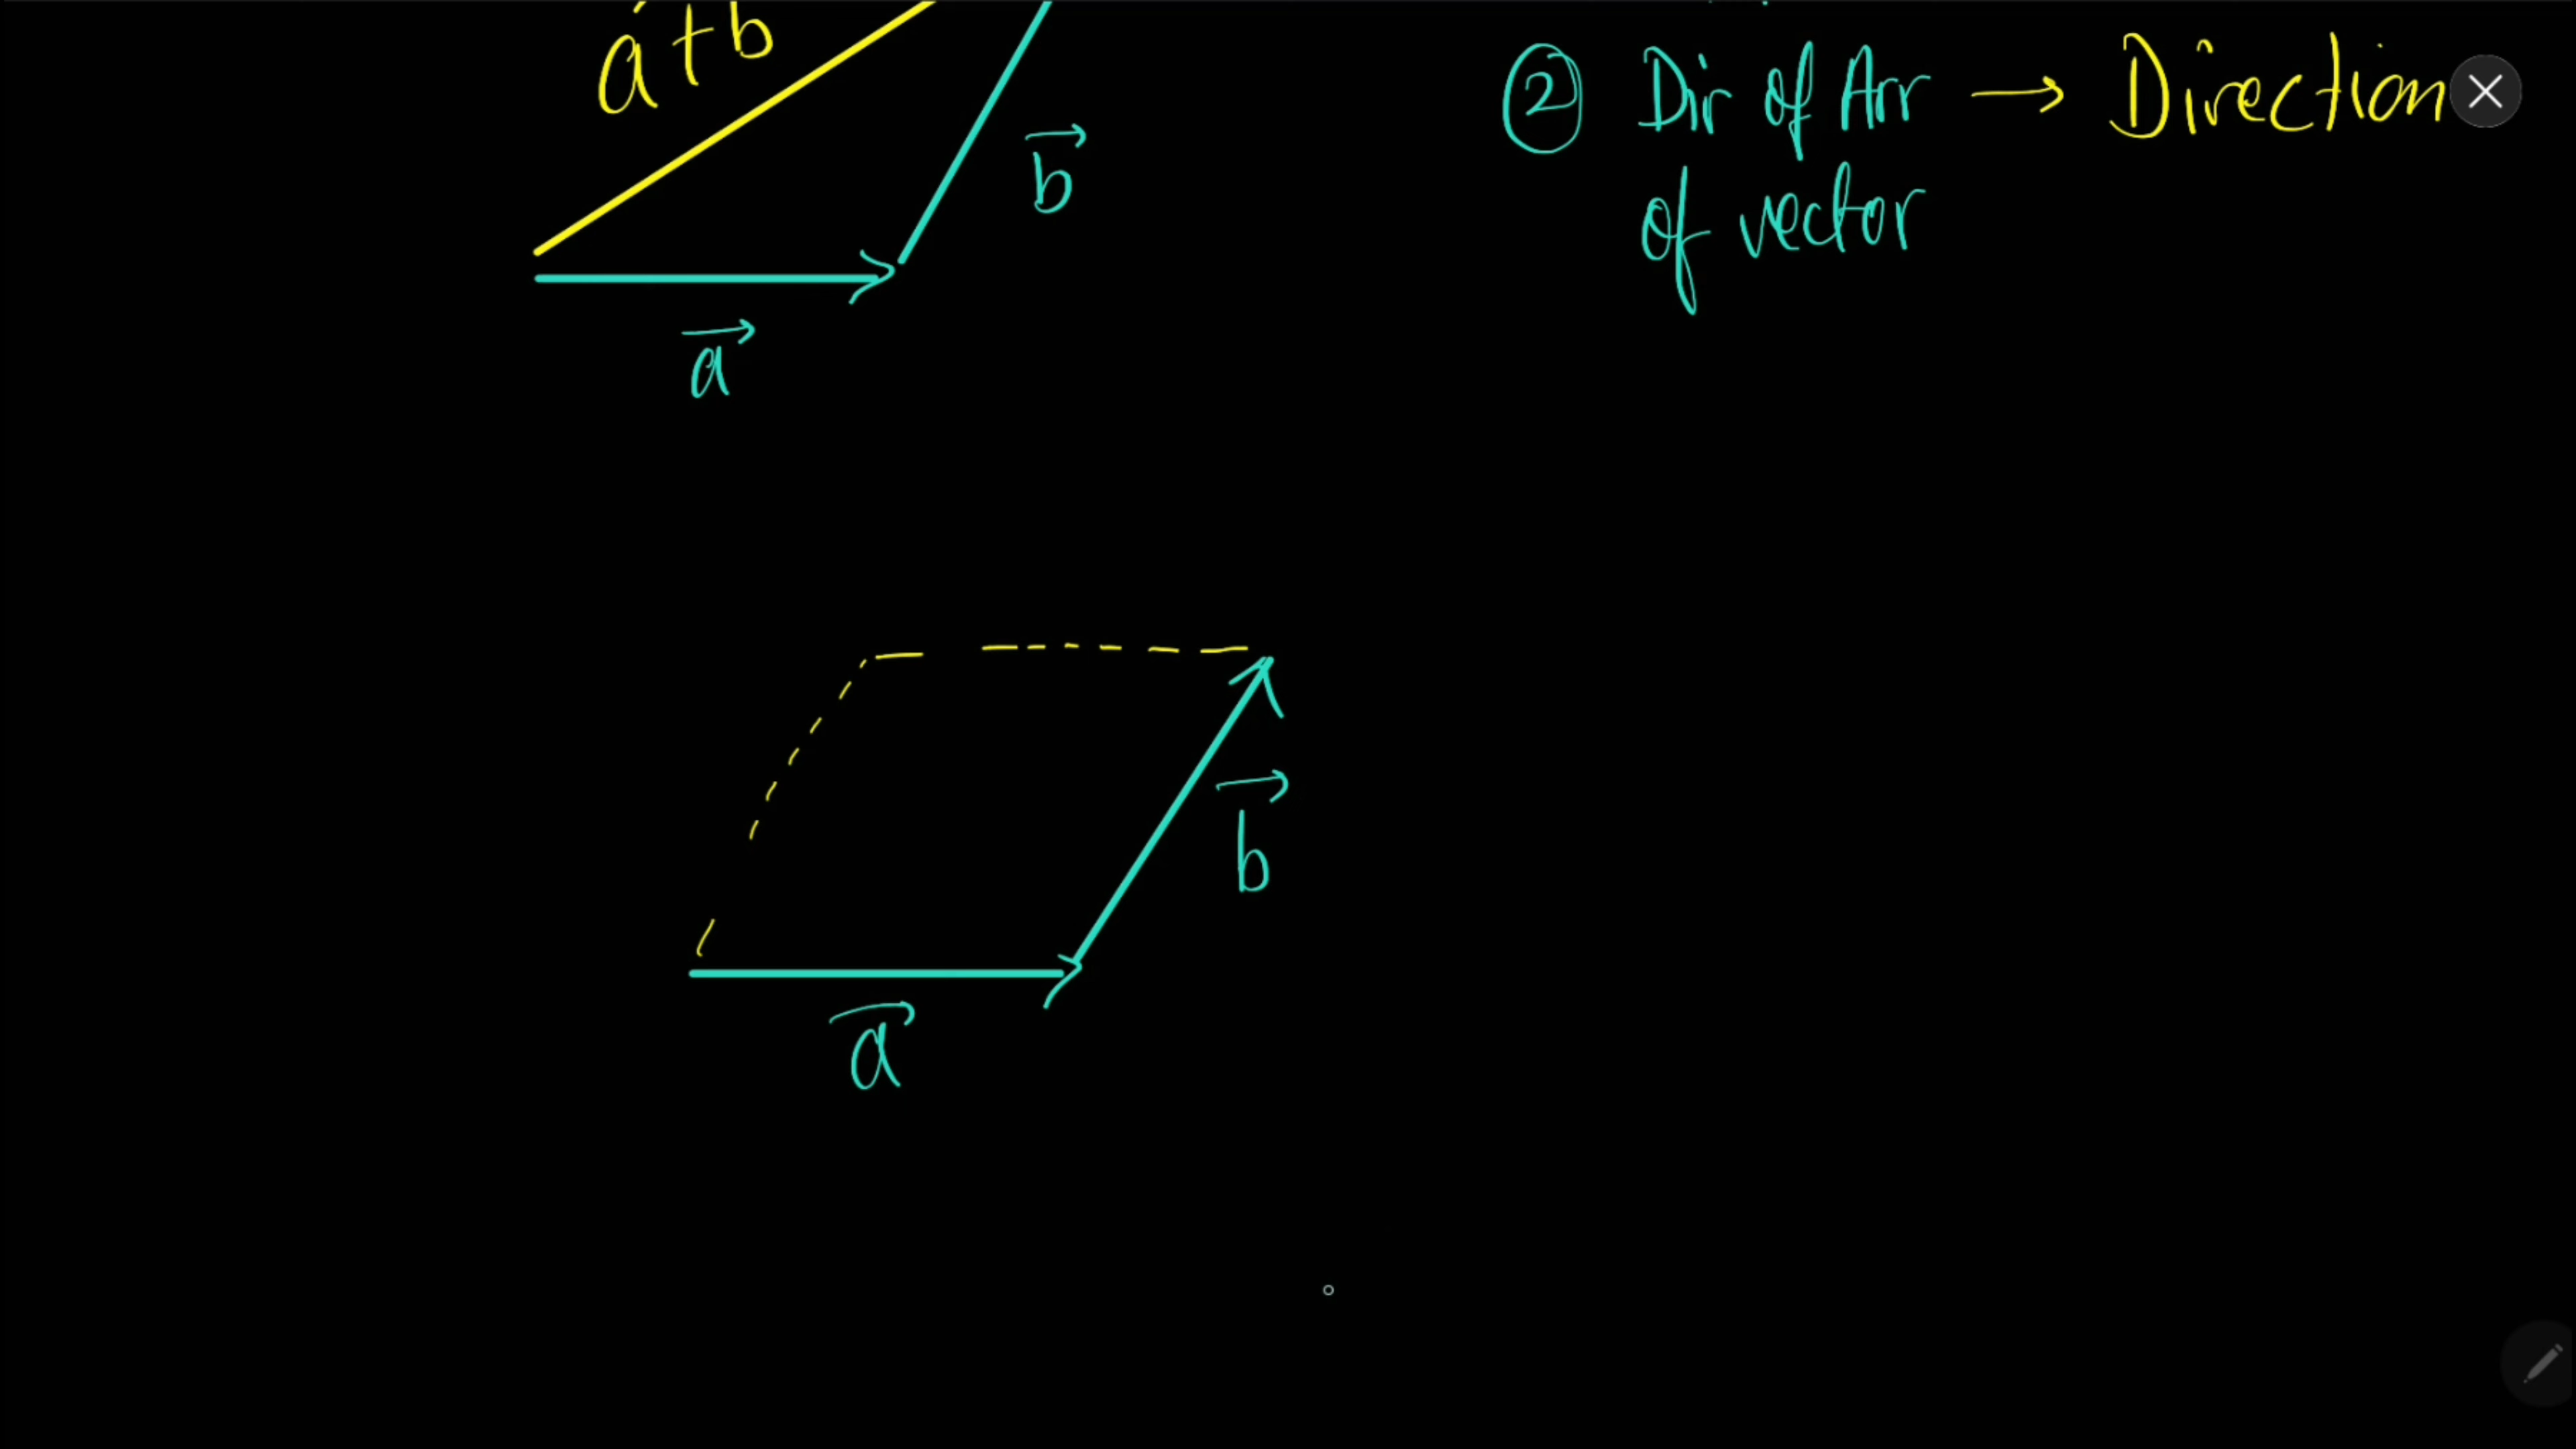 a+b
② Dir of Arr → Direction
of vector
b
a
b
a